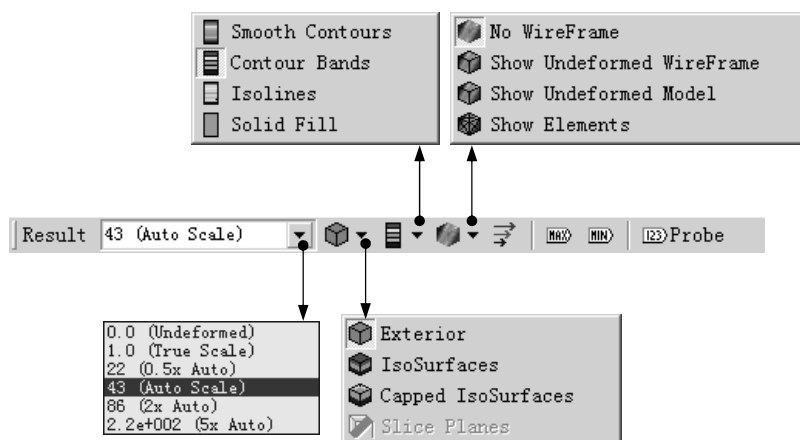 Smooth Contours
Contour Bands
Isolines
Solid Fill
No WireFrame
Show Undeformed WireFrame
Show Undeformed Model
Show Elements
Result 43 (Auto Scale) MAX MIN 123 Probe
0.0 (Undeformed)
1.0 (True Scale)
22 (0.5x Auto)
43 (Auto Scale)
86 (2x Auto)
2.2e+002 (5x Auto)
Exterior
IsoSurfaces
Capped IsoSurfaces
Slice Planes